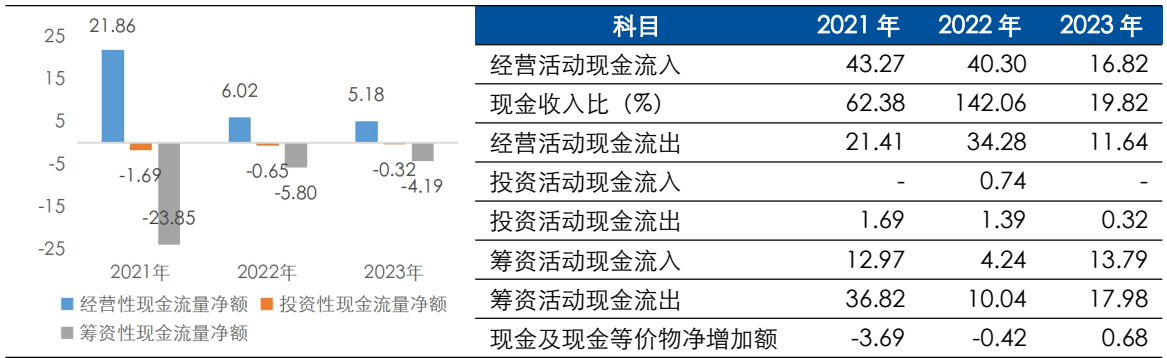 25
15
5
-5
-15
-25
21.86
-1.69
-23.85
6.02
-0.65
-5.80
5.18
-0.32
-4.19
2021年 2022年 2023年
经营性现金流量净额 投资性现金流量净额
筹资性现金流量净额
科目 2021 年 2022 年 2023 年
经营活动现金流入 43.27 40.30 16.82
现金收入比（%） 62.38 142.06 19.82
经营活动现金流出 21.41 34.28 11.64
投资活动现金流入 - 0.74 -
投资活动现金流出 1.69 1.39 0.32
筹资活动现金流入 12.97 4.24 13.79
筹资活动现金流出 36.82 10.04 17.98
现金及现金等价物净增加额 -3.69 -0.42 0.68